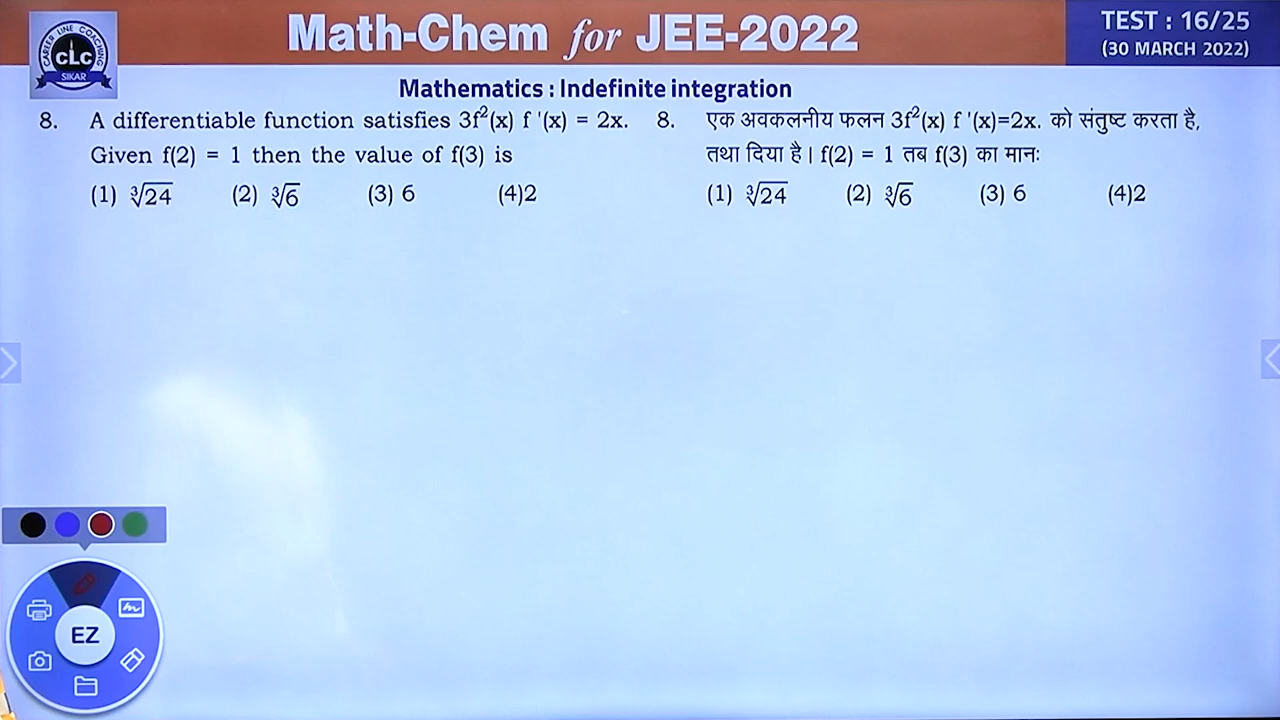 CAREER LINE COACHING
CLC
SIKAR
Math-Chem for JEE-2022
TEST : 16/25
(30 MARCH 2022)
Mathematics : Indefinite integration
8. A differentiable function satisfies 3f²(x) f '(x) = 2x.
Given f(2) = 1 then the value of f(3) is
(1) ∛24 (2) ∛6 (3) 6 (4)2
8. एक अवकलनीय फलन 3f²(x) f '(x)=2x. को संतुष्ट करता है,
तथा दिया है। f(2) = 1 तब f(3) का मानः
(1) ∛24 (2) ∛6 (3) 6 (4)2
EZ